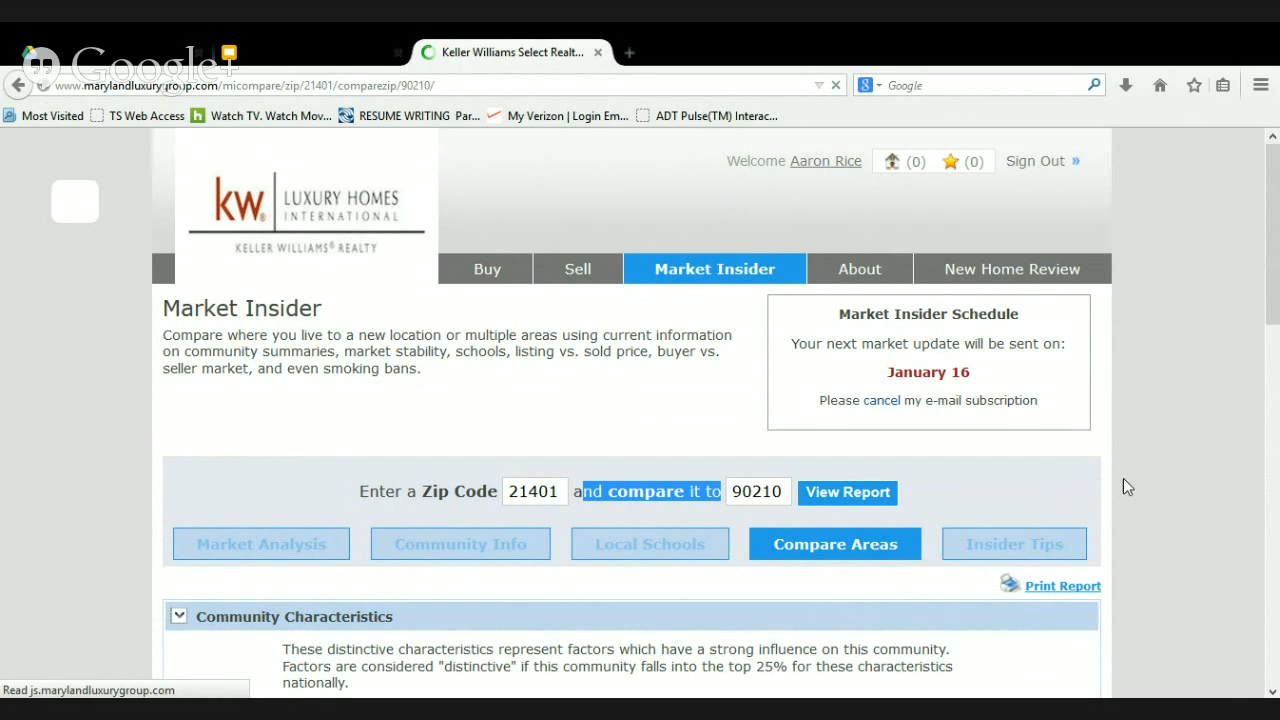 Google+
Keller Williams Select Realt...
www.marylandluxurygroup.com/micompare/zip/21401/comparezip/90210/
Google
Most Visited
TS Web Access
Watch TV. Watch Mov...
RESUME WRITING Par...
My Verizon | Login Em...
ADT Pulse(TM) Interac...
Welcome Aaron Rice
(0)
(0)
Sign Out »
kw® LUXURY HOMES
INTERNATIONAL
KELLER WILLIAMS® REALTY
Buy
Sell
Market Insider
About
New Home Review
Market Insider
Compare where you live to a new location or multiple areas using current information
on community summaries, market stability, schools, listing vs. sold price, buyer vs.
seller market, and even smoking bans.
Market Insider Schedule
Your next market update will be sent on:
January 16
Please cancel my e-mail subscription
Enter a Zip Code 21401 and compare it to 90210 View Report
Market Analysis
Community Info
Local Schools
Compare Areas
Insider Tips
Print Report
Community Characteristics
These distinctive characteristics represent factors which have a strong influence on this community.
Factors are considered "distinctive" if this community falls into the top 25% for these characteristics
nationally.
Read js.marylandluxurygroup.com